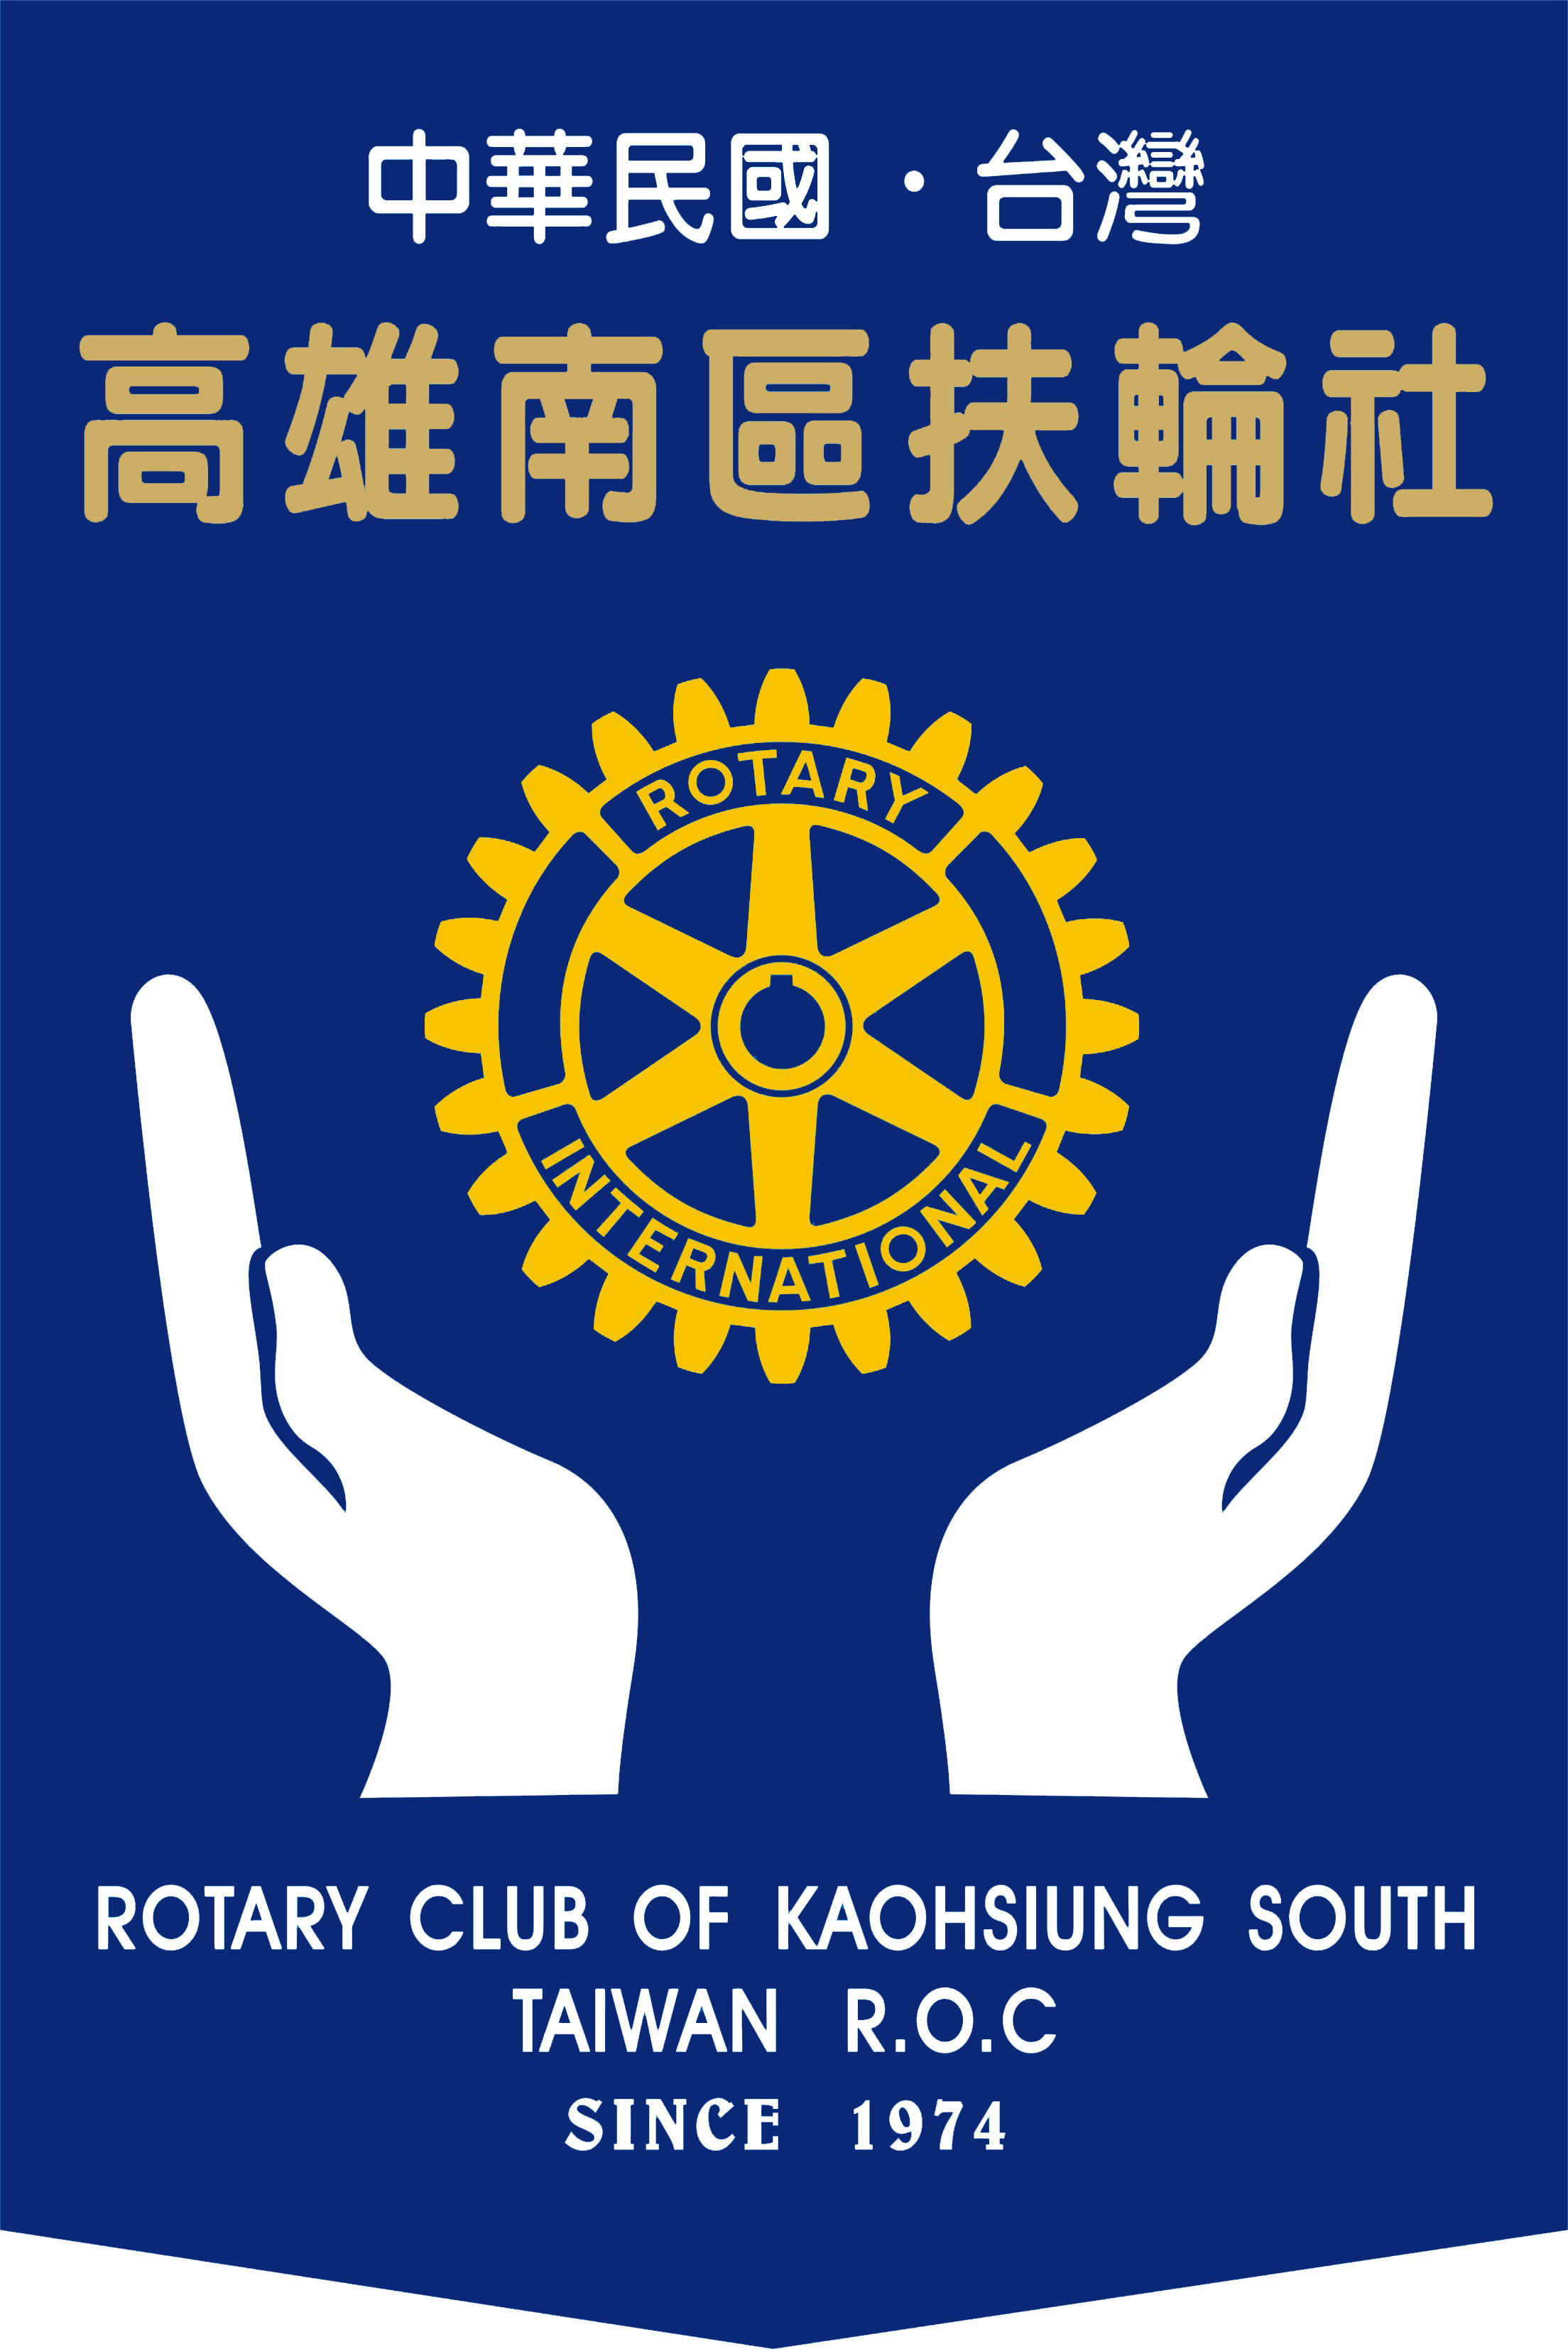 中華民國·台灣
高雄南區扶輪社
ROTARY
INTERNATIONAL
ROTARY CLUB OF KAOHSIUNG SOUTH
TAIWAN R.O.C
SINCE 1974